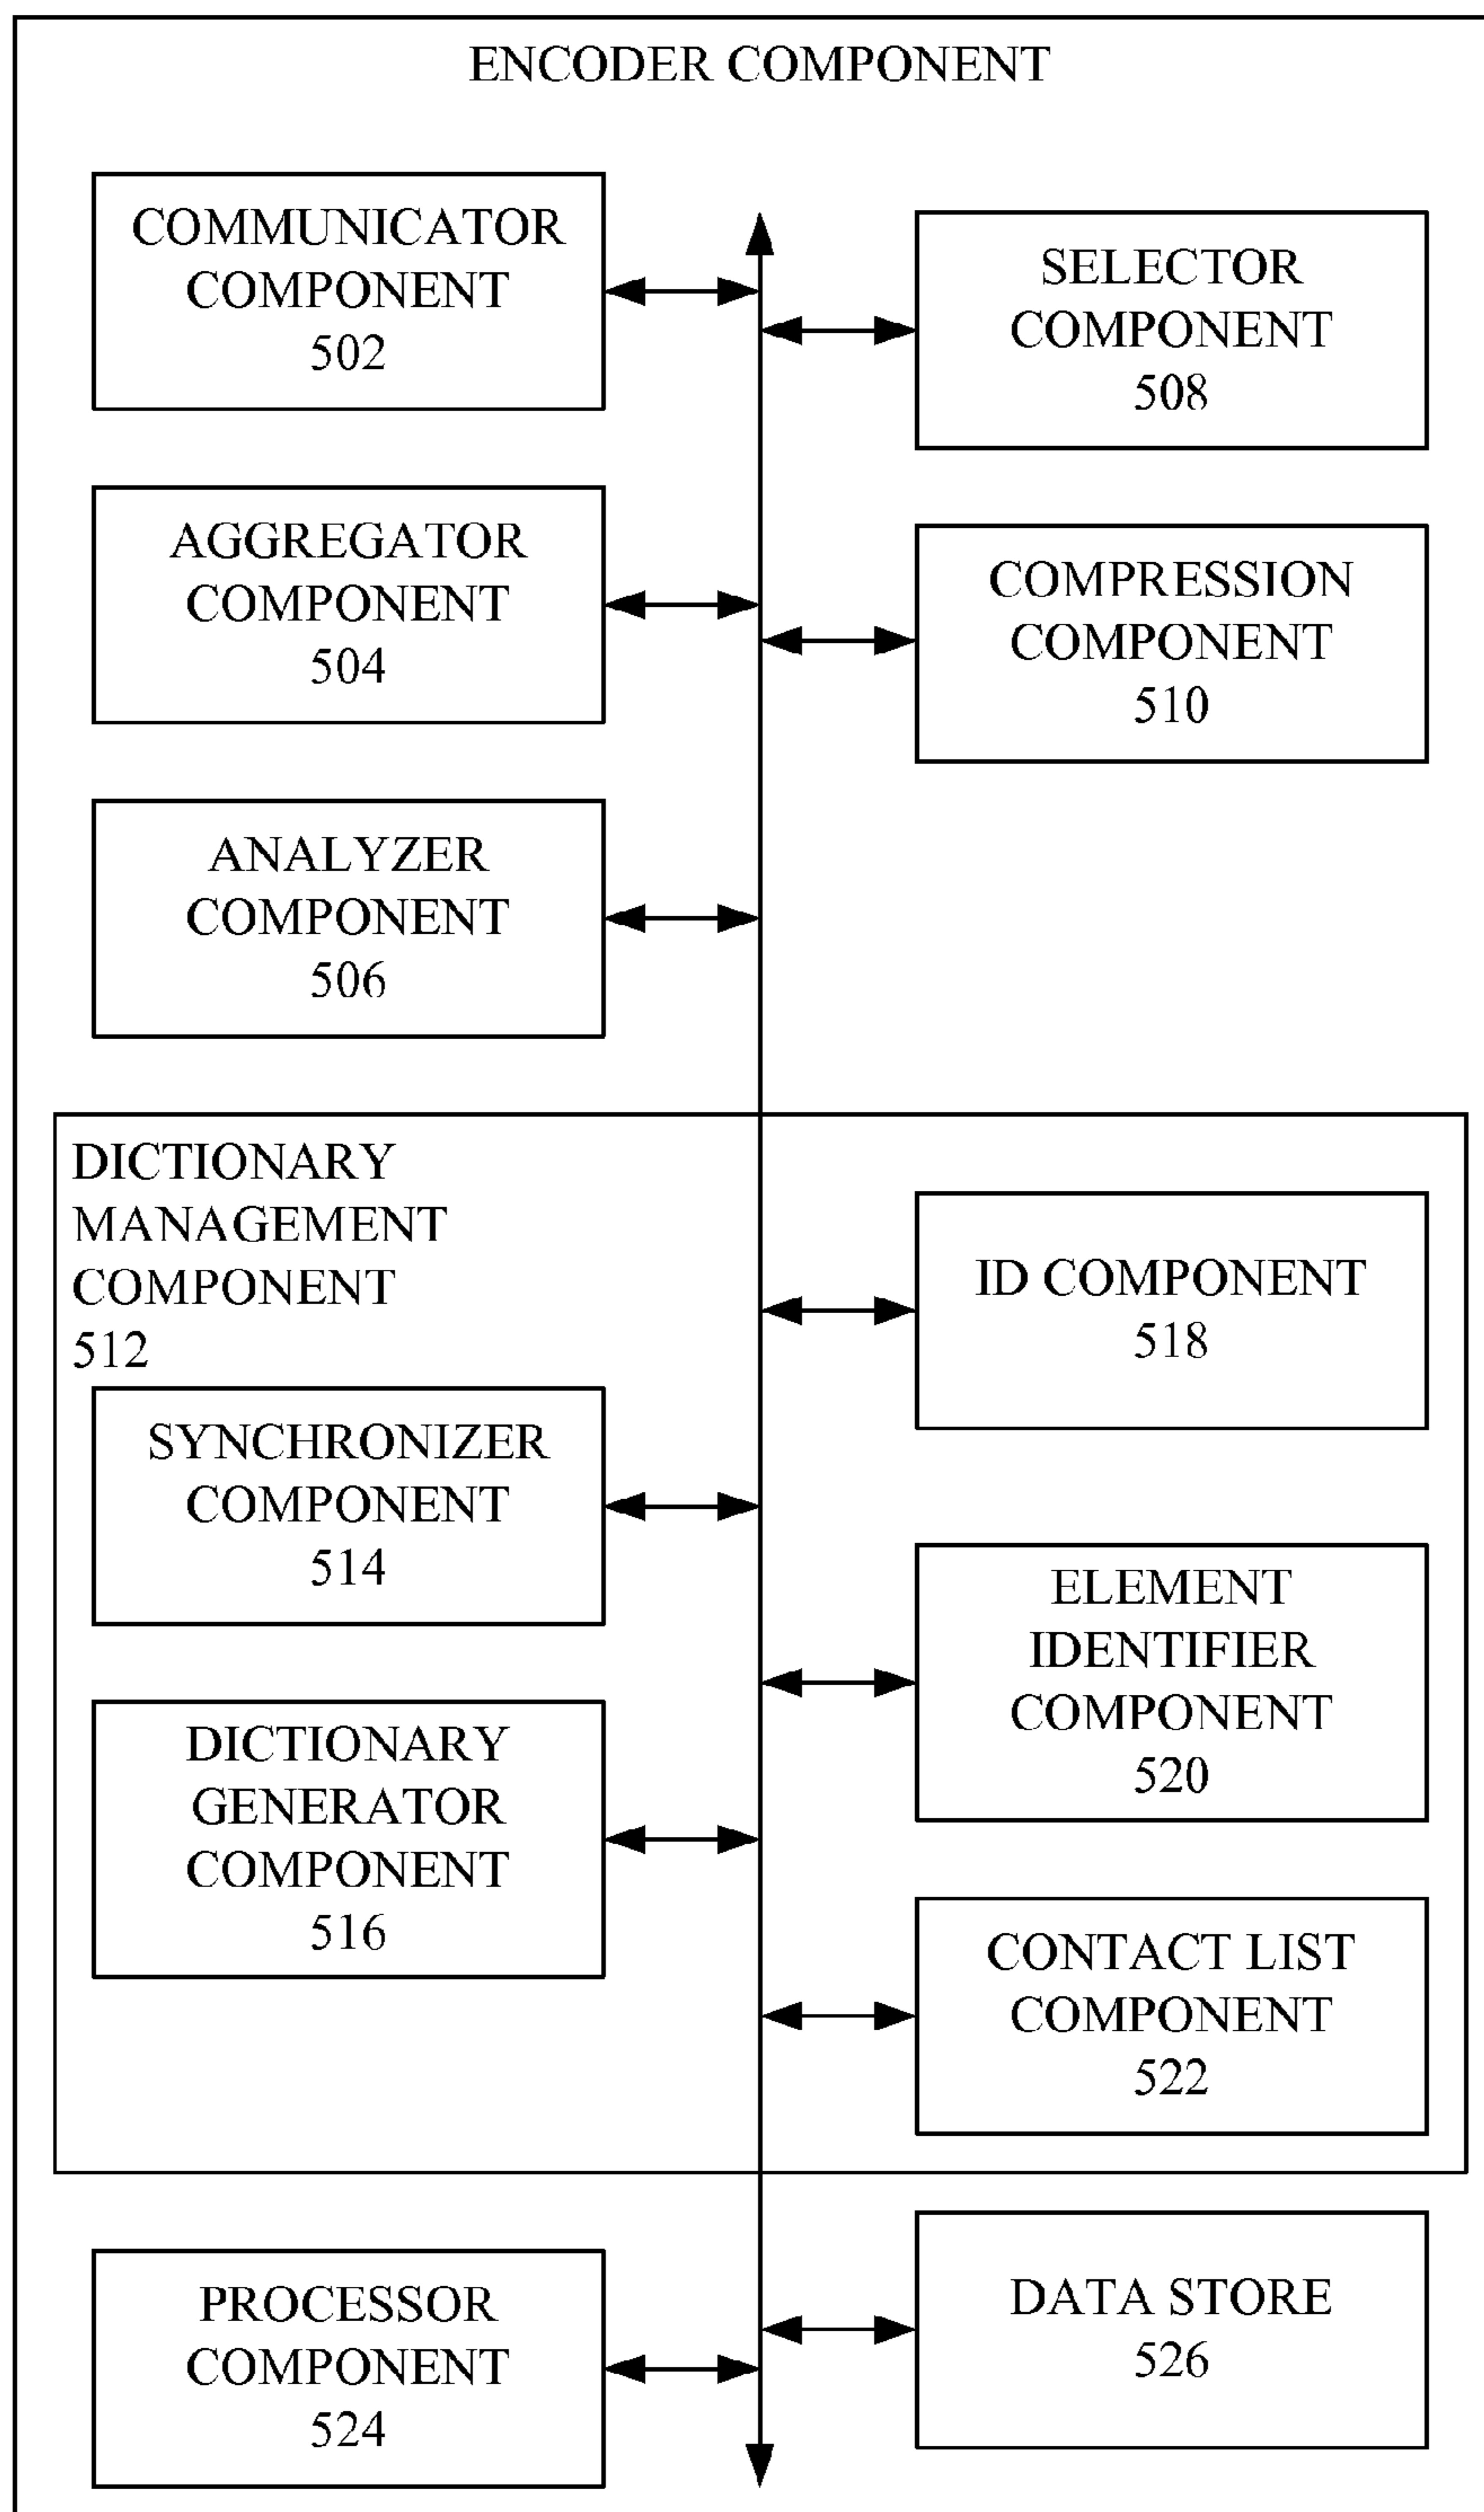 ENCODER COMPONENT
COMMUNICATOR
COMPONENT
502
SELECTOR
COMPONENT
508
AGGREGATOR
COMPONENT
504
COMPRESSION
COMPONENT
510
ANALYZER
COMPONENT
506
DICTIONARY
MANAGEMENT
COMPONENT
512
ID COMPONENT
518
SYNCHRONIZER
COMPONENT
514
ELEMENT
IDENTIFIER
COMPONENT
520
DICTIONARY
GENERATOR
COMPONENT
516
CONTACT LIST
COMPONENT
522
PROCESSOR
COMPONENT
524
DATA STORE
526